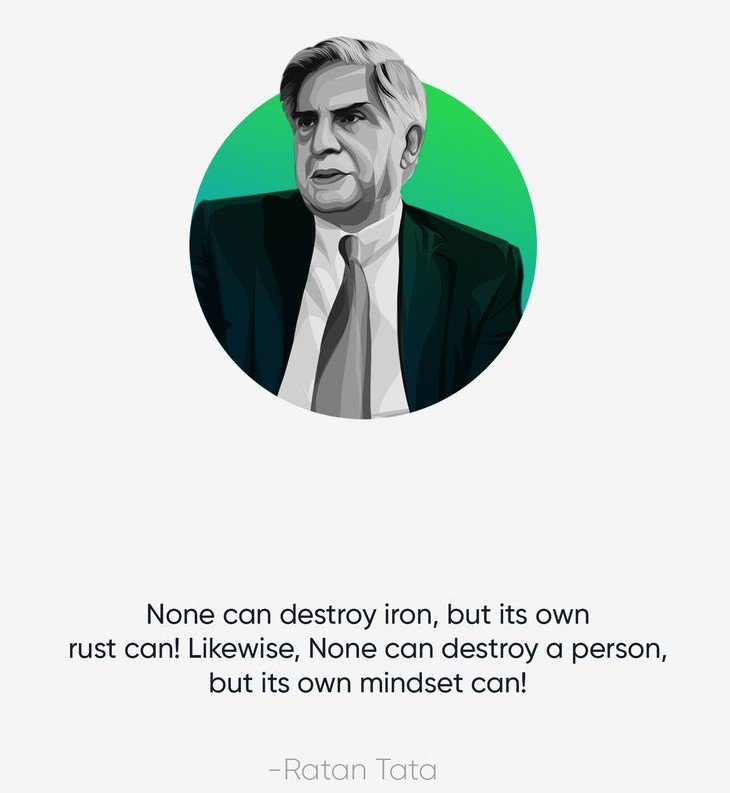 None can destroy iron, but its own
rust can! Likewise, None can destroy a person,
but its own mindset can!
-Ratan Tata